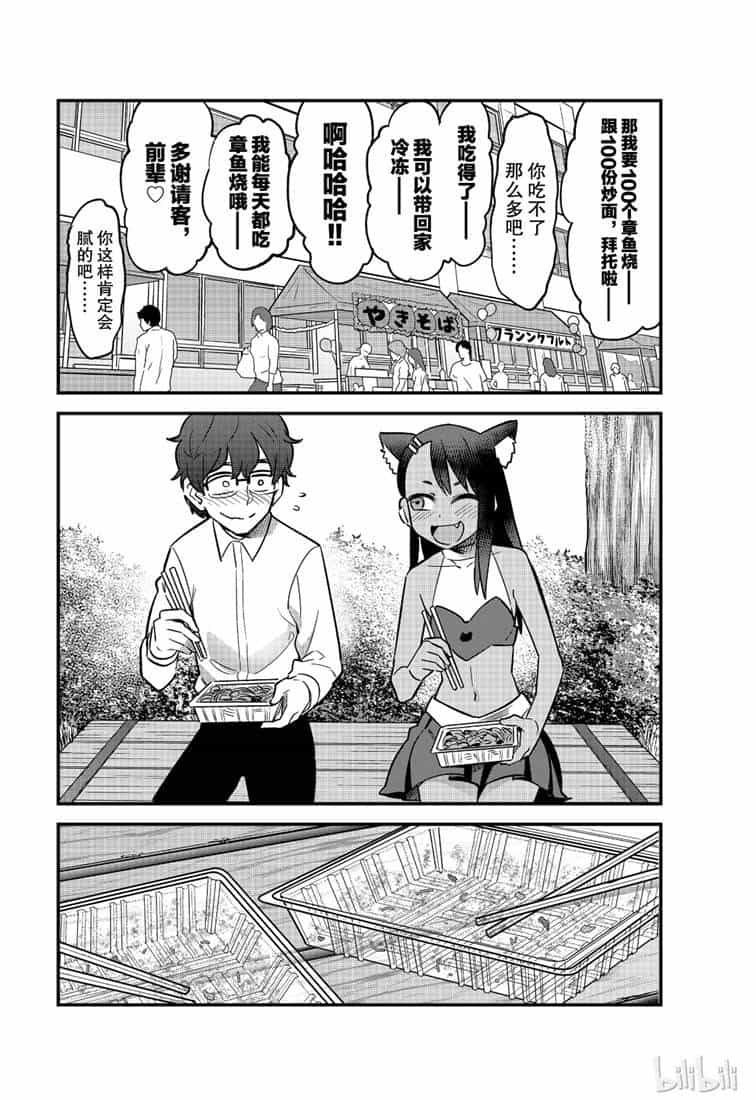 那我要100个章鱼烧——
跟100份炒面，拜托啦——
你吃不了
那么多吧……
我吃得了——
我可以带回家
冷冻——
啊哈哈哈!!
我能每天都吃
章鱼烧哦——
多谢请客，
前辈♡
你这样肯定会
腻的吧……
やきそば
フランクフルト
bilibili